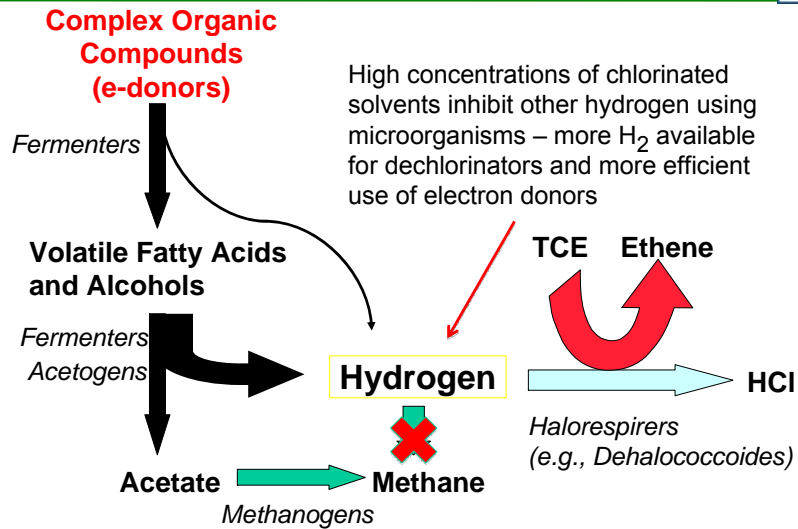 Complex Organic
Compounds
(e-donors)
High concentrations of chlorinated
solvents inhibit other hydrogen using
microorganisms – more H2 available
for dechlorinators and more efficient
use of electron donors
Fermenters
Volatile Fatty Acids
and Alcohols
TCE Ethene
Fermenters
Acetogens
Hydrogen
HCl
Halorespirers
(e.g., Dehalococcoides)
Acetate
Methane
Methanogens